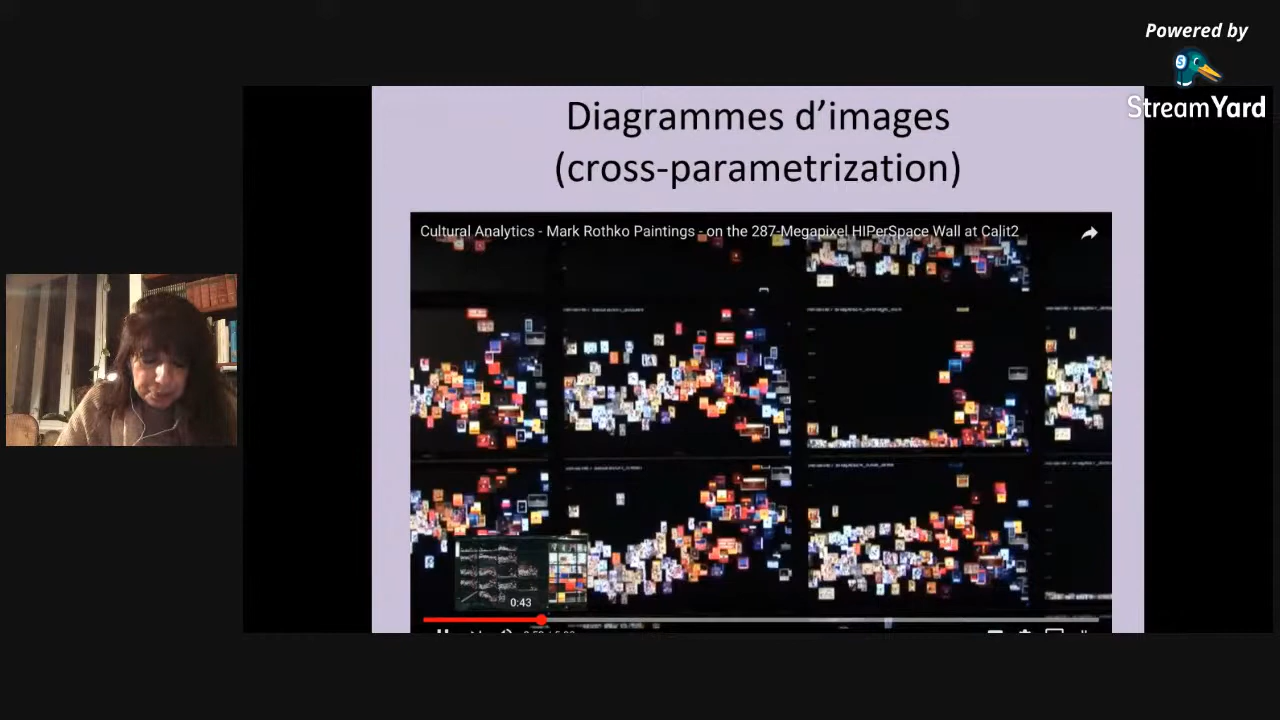 Powered by
StreamYard
Diagrammes d’images
(cross-parametrization)
Cultural Analytics - Mark Rothko Paintings - on the 287-Megapixel HIPerSpace Wall at Calit2
0:43